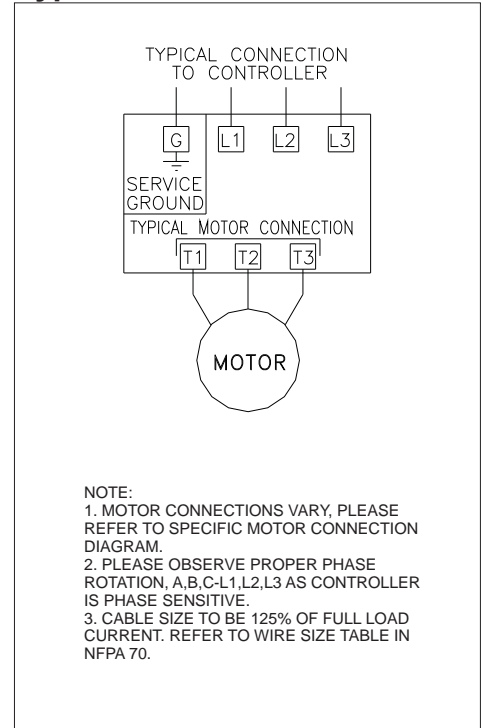 TYPICAL CONNECTION
TO CONTROLLER
G L1 L2 L3
SERVICE
GROUND
TYPICAL MOTOR CONNECTION
T1 T2 T3
MOTOR
NOTE:
1. MOTOR CONNECTIONS VARY, PLEASE
REFER TO SPECIFIC MOTOR CONNECTION
DIAGRAM.
2. PLEASE OBSERVE PROPER PHASE
ROTATION, A,B,C-L1,L2,L3 AS CONTROLLER
IS PHASE SENSITIVE.
3. CABLE SIZE TO BE 125% OF FULL LOAD
CURRENT. REFER TO WIRE SIZE TABLE IN
NFPA 70.